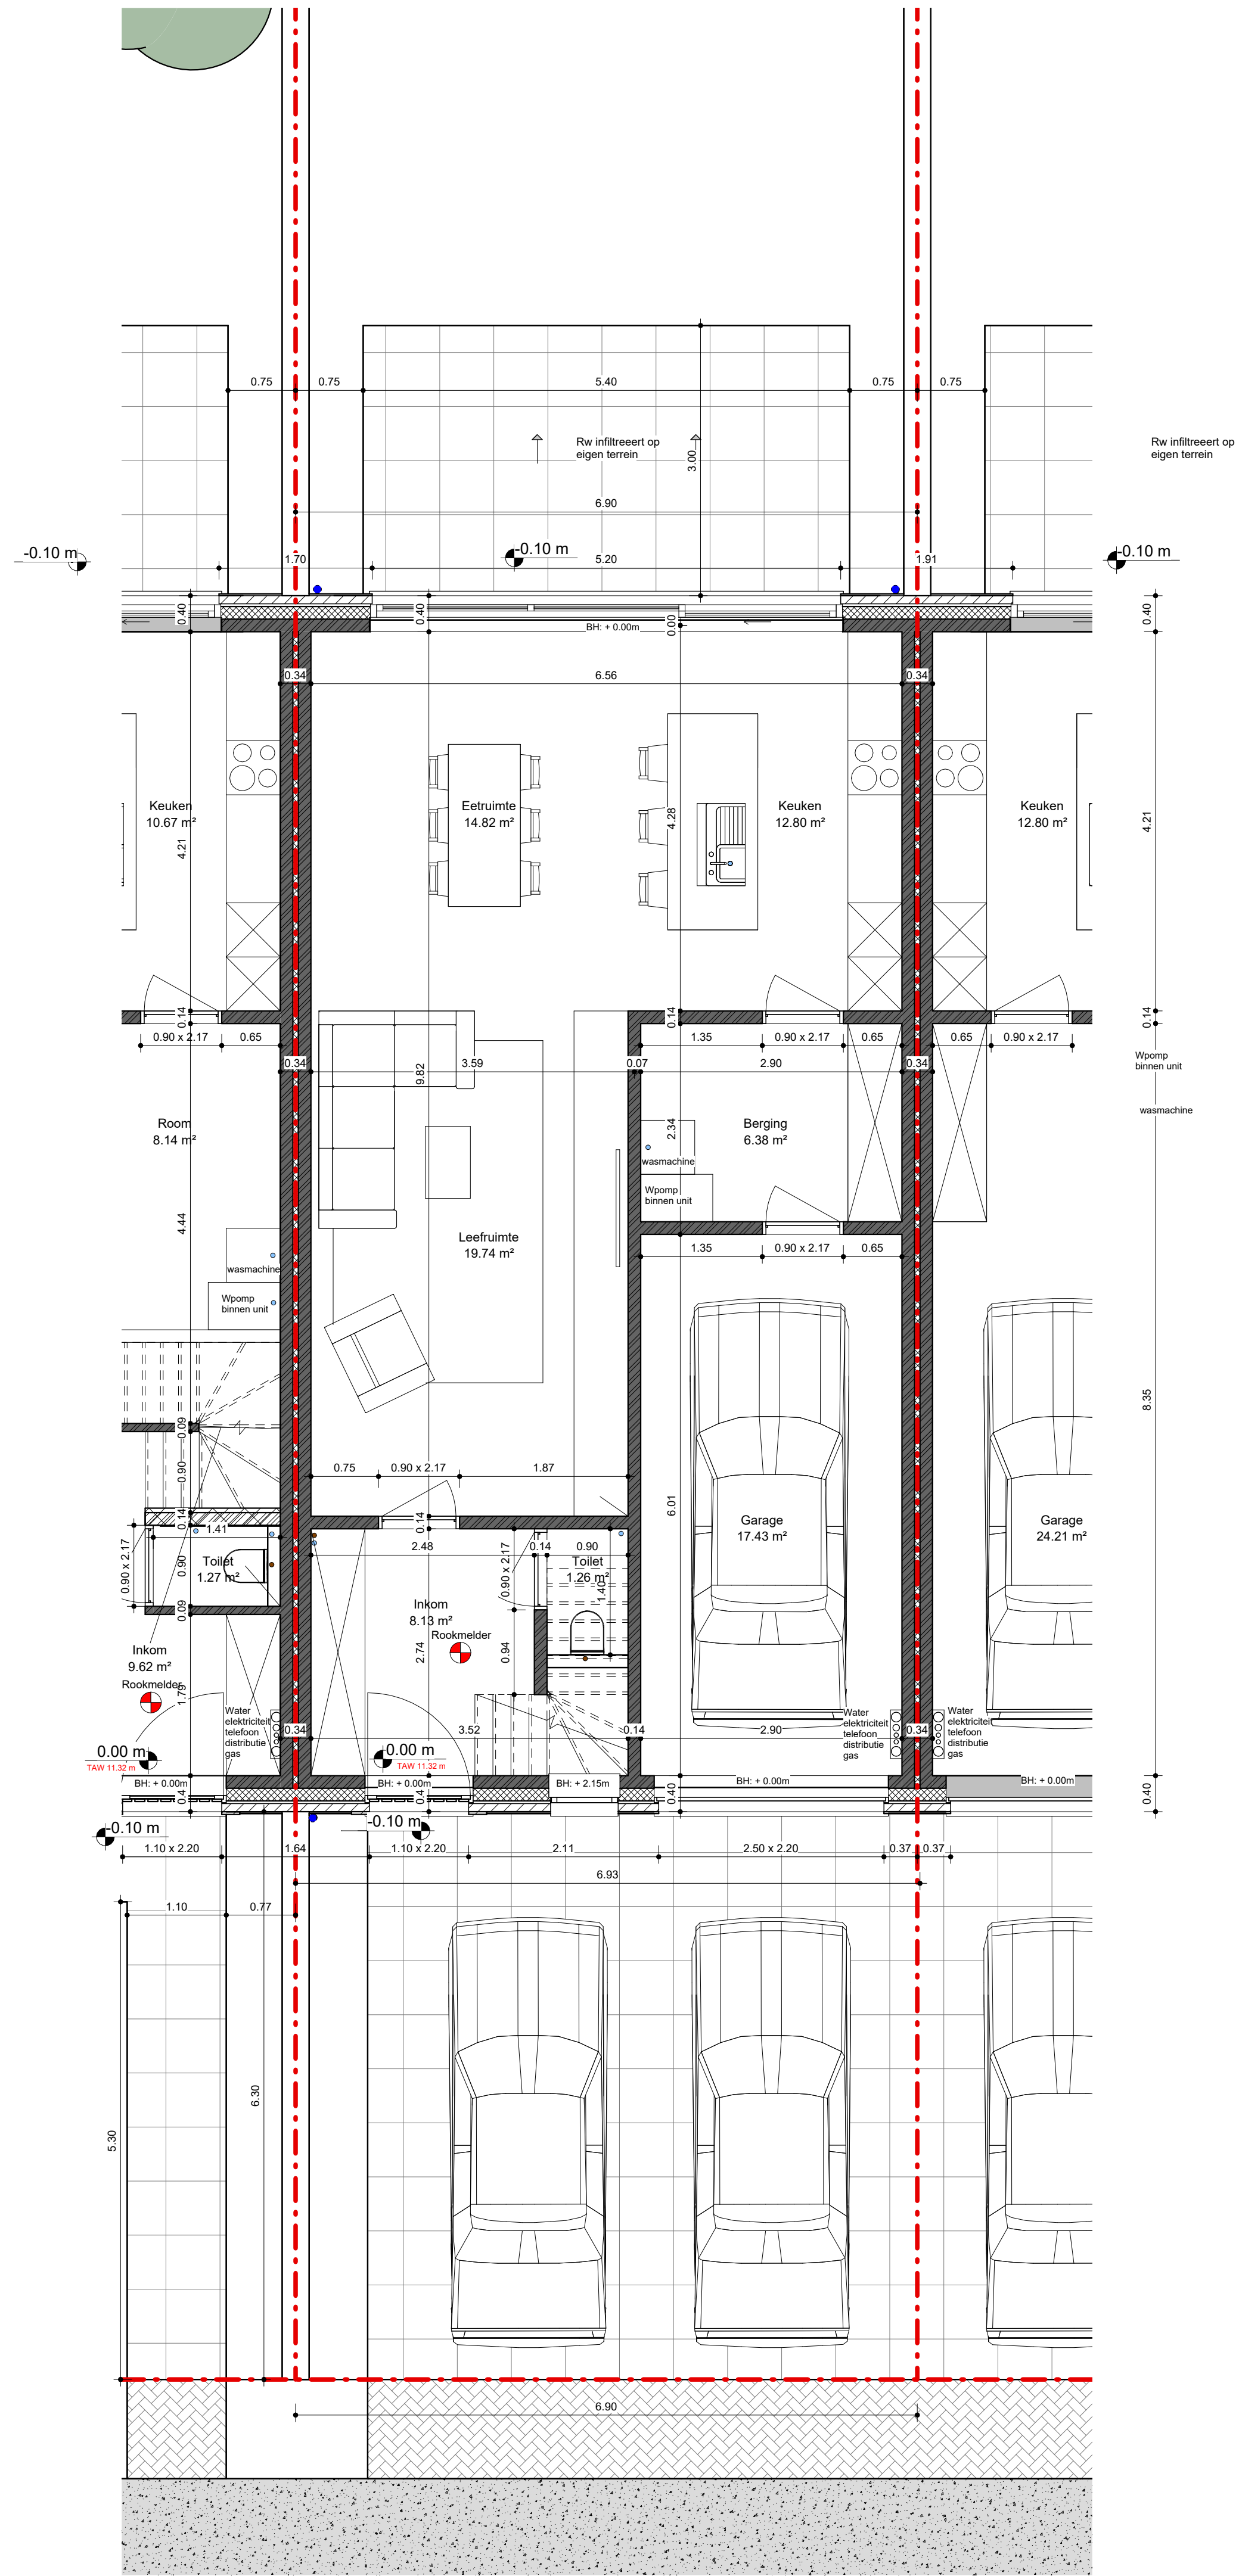 0.75
0.75
5.40
0.75
0.75
Rw infiltreeert op
eigen terrein
3.00
Rw infiltreeert op
eigen terrein
6.90
-0.10 m
-0.10 m
-0.10 m
1.70
5.20
1.91
0.40
0.40
BH: + 0.00m
0.00
0.40
0.34
6.56
0.34
Keuken
10.67 m²
4.21
Eetruimte
14.82 m²
4.28
Keuken
12.80 m²
Keuken
12.80 m²
4.21
0.14
0.14
0.14
0.90 x 2.17
0.65
1.35
0.90 x 2.17
0.65
0.65
0.90 x 2.17
0.34
9.82
3.59
0.07
2.90
0.34
Wpomp
binnen unit
wasmachine
Room
8.14 m²
2.34
Berging
6.38 m²
wasmachine
Wpomp
binnen unit
4.44
Leefruimte
19.74 m²
1.35
0.90 x 2.17
0.65
wasmachine
Wpomp
binnen unit
8.35
0.09
0.90
0.75
0.90 x 2.17
1.87
6.01
0.14
0.14
Garage
17.43 m²
Garage
24.21 m²
1.41
2.48
0.14
0.90
0.90 x 2.17
0.90
Toilet
1.27 m²
0.90 x 2.17
Toilet
1.26 m²
1.40
0.09
Inkom
8.13 m²
Rookmelder
2.74
0.94
Inkom
9.62 m²
Rookmelder
1.79
Water
elektriciteit
telefoon
distributie
gas
0.34
3.52
0.14
2.90
Water
elektriciteit
telefoon
distributie
gas
0.34
Water
elektriciteit
telefoon
distributie
gas
0.00 m
TAW 11.32 m
0.00 m
TAW 11.32 m
BH: + 0.00m
BH: + 0.00m
BH: + 2.15m
BH: + 0.00m
BH: + 0.00m
0.40
0.40
-0.10 m
-0.10 m
1.10 x 2.20
1.64
1.10 x 2.20
2.11
2.50 x 2.20
0.37
0.37
6.93
1.10
0.77
5.30
6.30
6.90